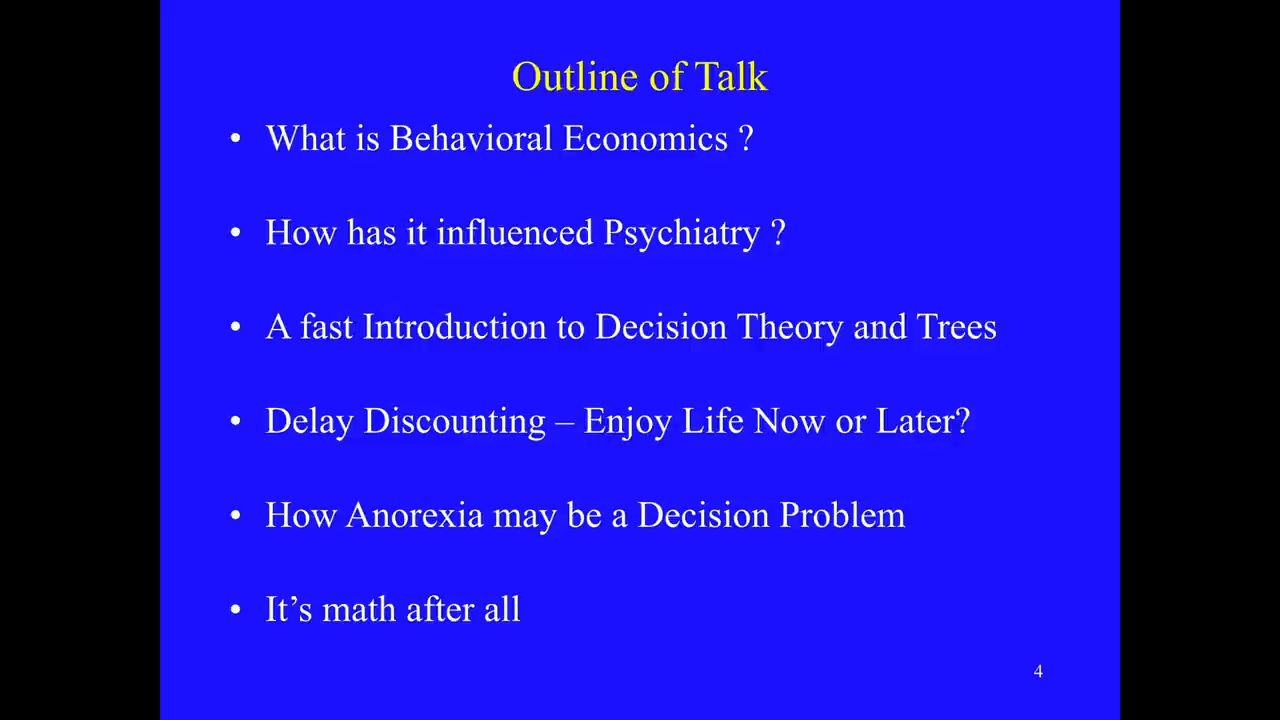 Outline of Talk
• What is Behavioral Economics ?
• How has it influenced Psychiatry ?
• A fast Introduction to Decision Theory and Trees
• Delay Discounting – Enjoy Life Now or Later?
• How Anorexia may be a Decision Problem
• It’s math after all
4